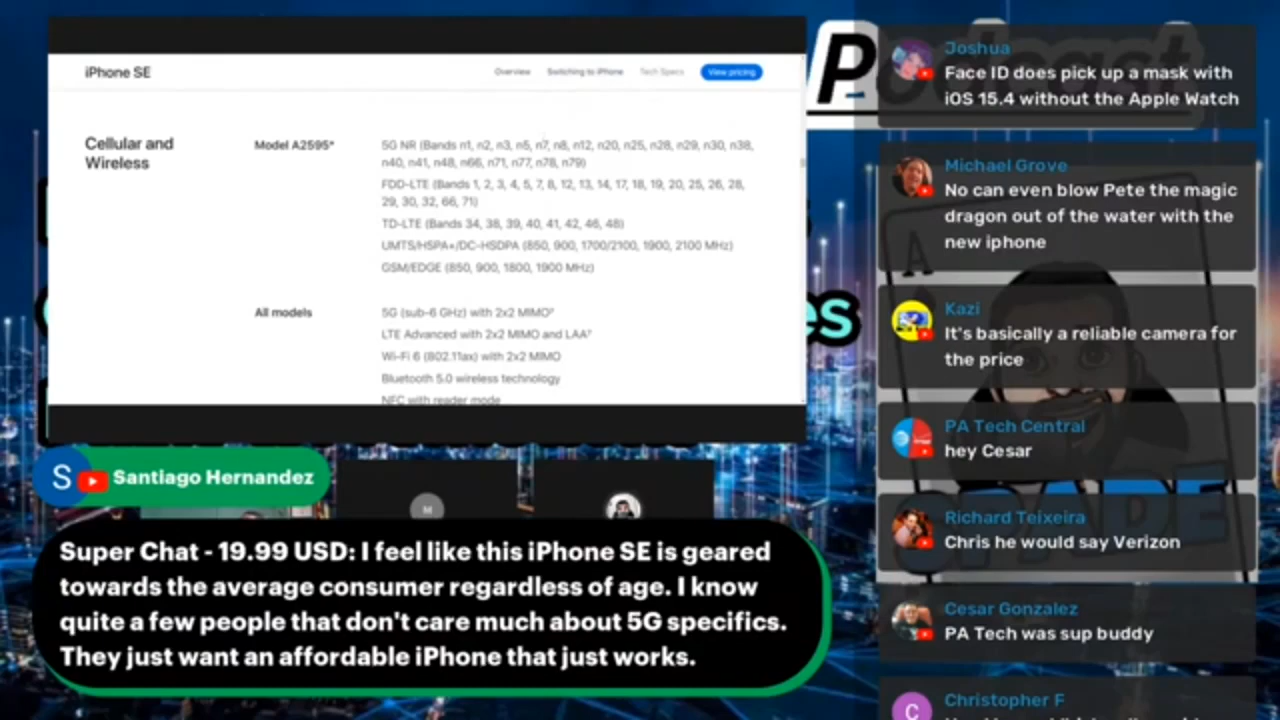 iPhone SE
Overview
Switching to iPhone
Tech Specs
View pricing
Cellular and
Wireless
Model A2595*
5G NR (Bands n1, n2, n3, n5, n7, n8, n12, n20, n25, n28, n29, n30, n38,
n40, n41, n48, n66, n71, n77, n78, n79)
FDD-LTE (Bands 1, 2, 3, 4, 5, 7, 8, 12, 13, 14, 17, 18, 19, 20, 25, 26, 28,
29, 30, 32, 66, 71)
TD-LTE (Bands 34, 38, 39, 40, 41, 42, 46, 48)
UMTS/HSPA+/DC-HSDPA (850, 900, 1700/2100, 1900, 2100 MHz)
GSM/EDGE (850, 900, 1800, 1900 MHz)
All models
5G (sub-6 GHz) with 2x2 MIMO⁷
LTE Advanced with 2x2 MIMO and LAA⁷
Wi-Fi 6 (802.11ax) with 2x2 MIMO
Bluetooth 5.0 wireless technology
NFC with reader mode
Podcast
es
S
Santiago Hernandez
M
Super Chat - 19.99 USD: I feel like this iPhone SE is geared
towards the average consumer regardless of age. I know
quite a few people that don't care much about 5G specifics.
They just want an affordable iPhone that just works.
Joshua
Face ID does pick up a mask with
iOS 15.4 without the Apple Watch
Michael Grove
No can even blow Pete the magic
dragon out of the water with the
new iphone
A
Kazi
It's basically a reliable camera for
the price
PA Tech Central
hey Cesar
SPADE
Richard Teixeira
Chris he would say Verizon
Cesar Gonzalez
PA Tech was sup buddy
C
Christopher F